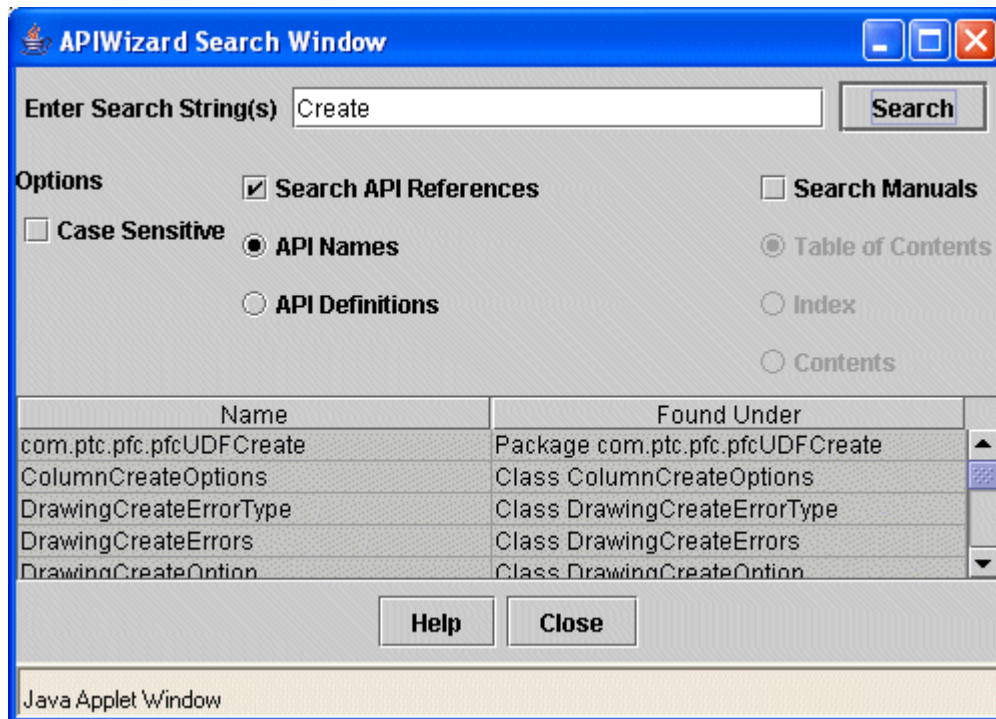 APIWizard Search Window
Enter Search String(s) Create Search
Options Search API References Search Manuals
Case Sensitive API Names Table of Contents
API Definitions Index
Contents
Name Found Under
com.ptc.pfc.pfcUDFCreate Package com.ptc.pfc.pfcUDFCreate
ColumnCreateOptions Class ColumnCreateOptions
DrawingCreateErrorType Class DrawingCreateErrorType
DrawingCreateErrors Class DrawingCreateErrors
DrawingCreateOption Class DrawingCreateOption
Help Close
Java Applet Window